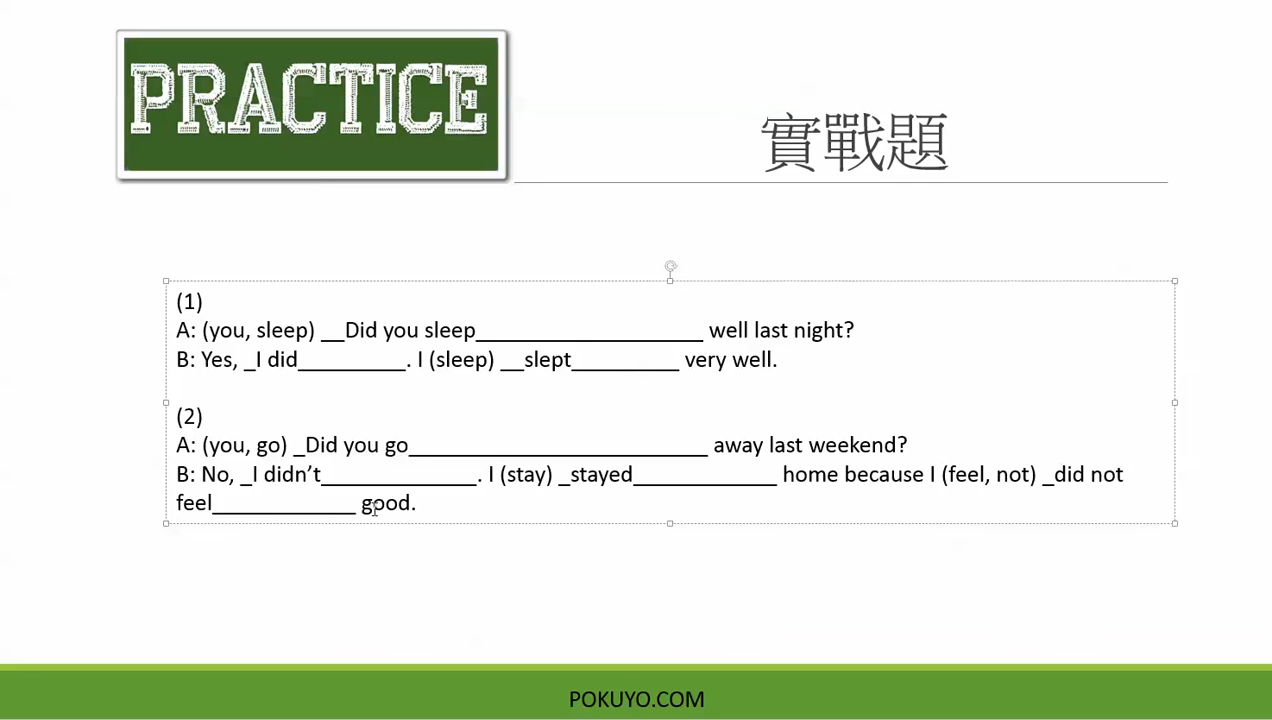 PRACTICE
實戰題
(1)
A: (you, sleep) __Did you sleep___________________ well last night?
B: Yes, _I did_________. I (sleep) __slept_________ very well.
(2)
A: (you, go) _Did you go_________________________ away last weekend?
B: No, _I didn’t_____________. I (stay) _stayed____________ home because I (feel, not) _did not
feel____________ good.
POKUYO.COM